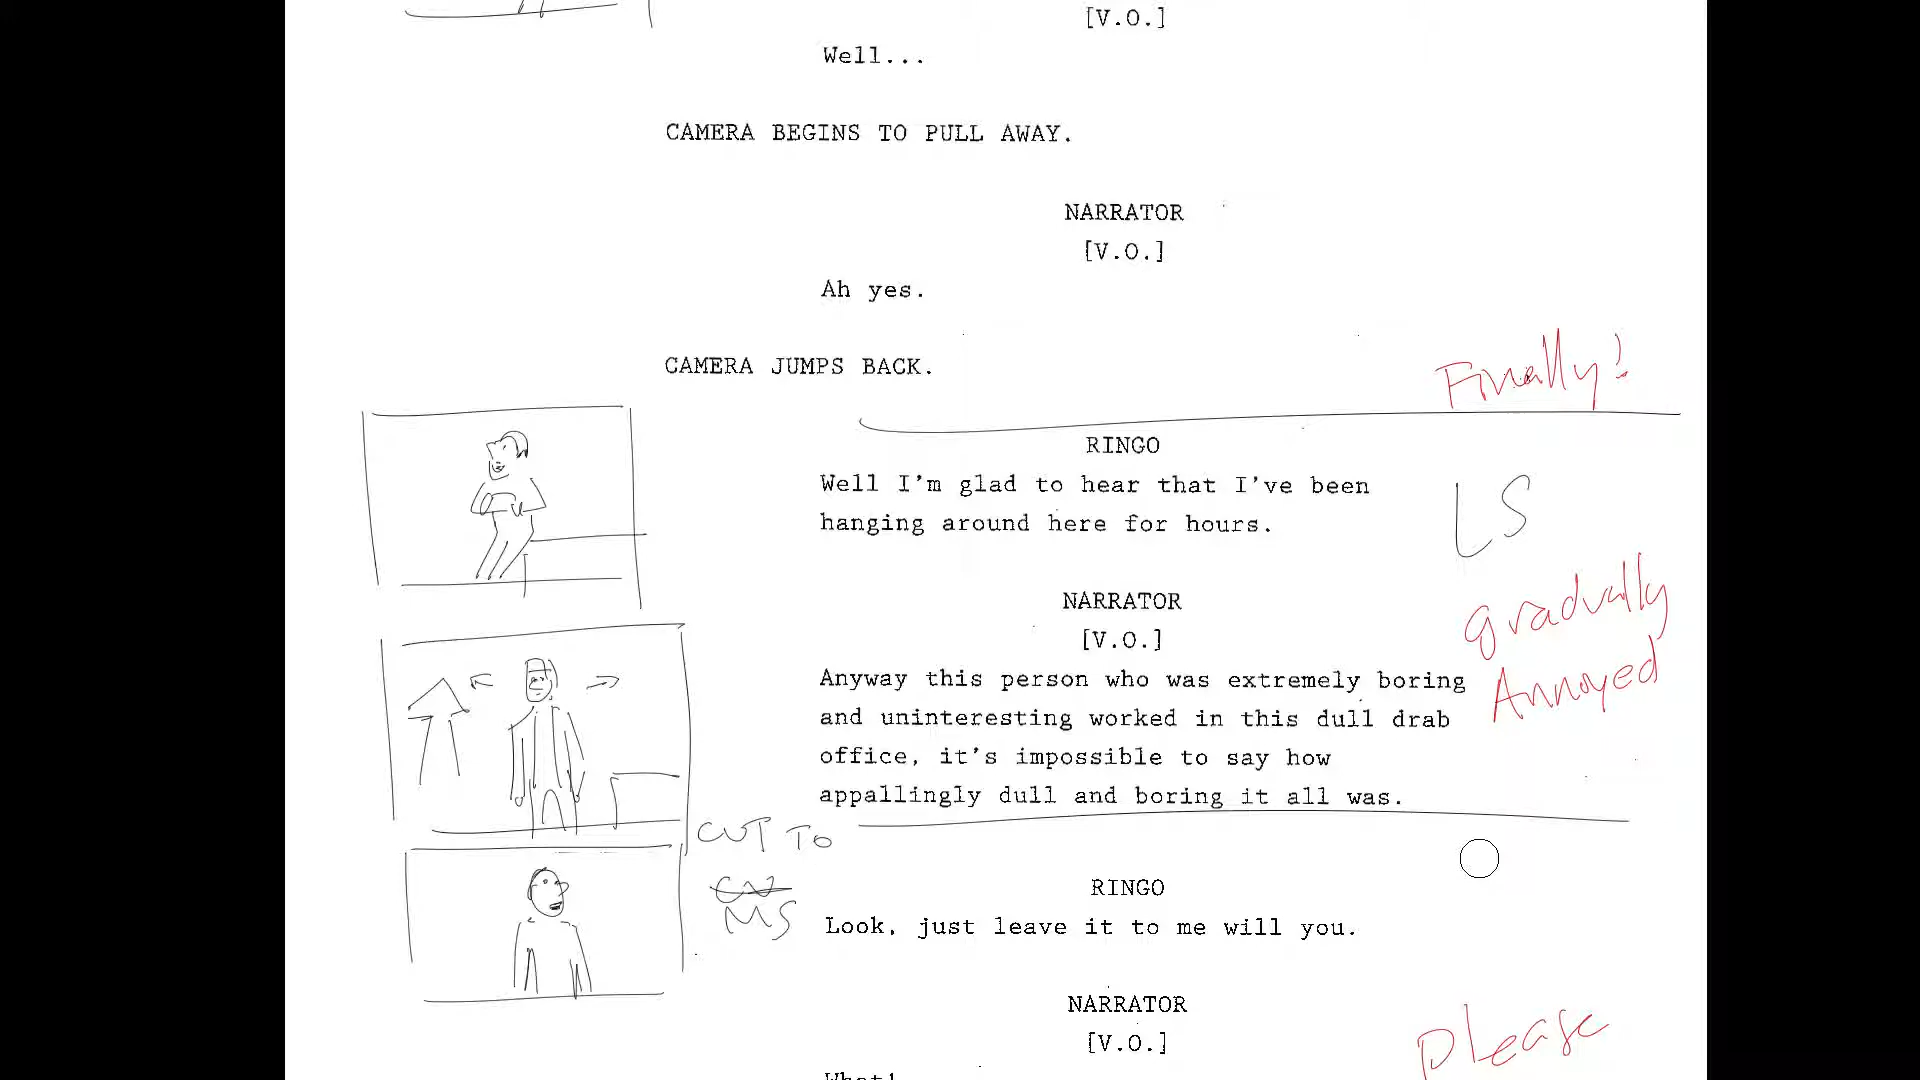 [V.O.]
Well...
CAMERA BEGINS TO PULL AWAY.
NARRATOR
[V.O.]
Ah yes.
CAMERA JUMPS BACK.
Finally!
RINGO
Well I'm glad to hear that I've been
hanging around here for hours.
LS
NARRATOR
[V.O.]
gradually
Annoyed
Anyway this person who was extremely boring
and uninteresting worked in this dull drab
office, it's impossible to say how
appallingly dull and boring it all was.
CUT TO
MS
RINGO
Look, just leave it to me will you.
NARRATOR
[V.O.]
please
What!